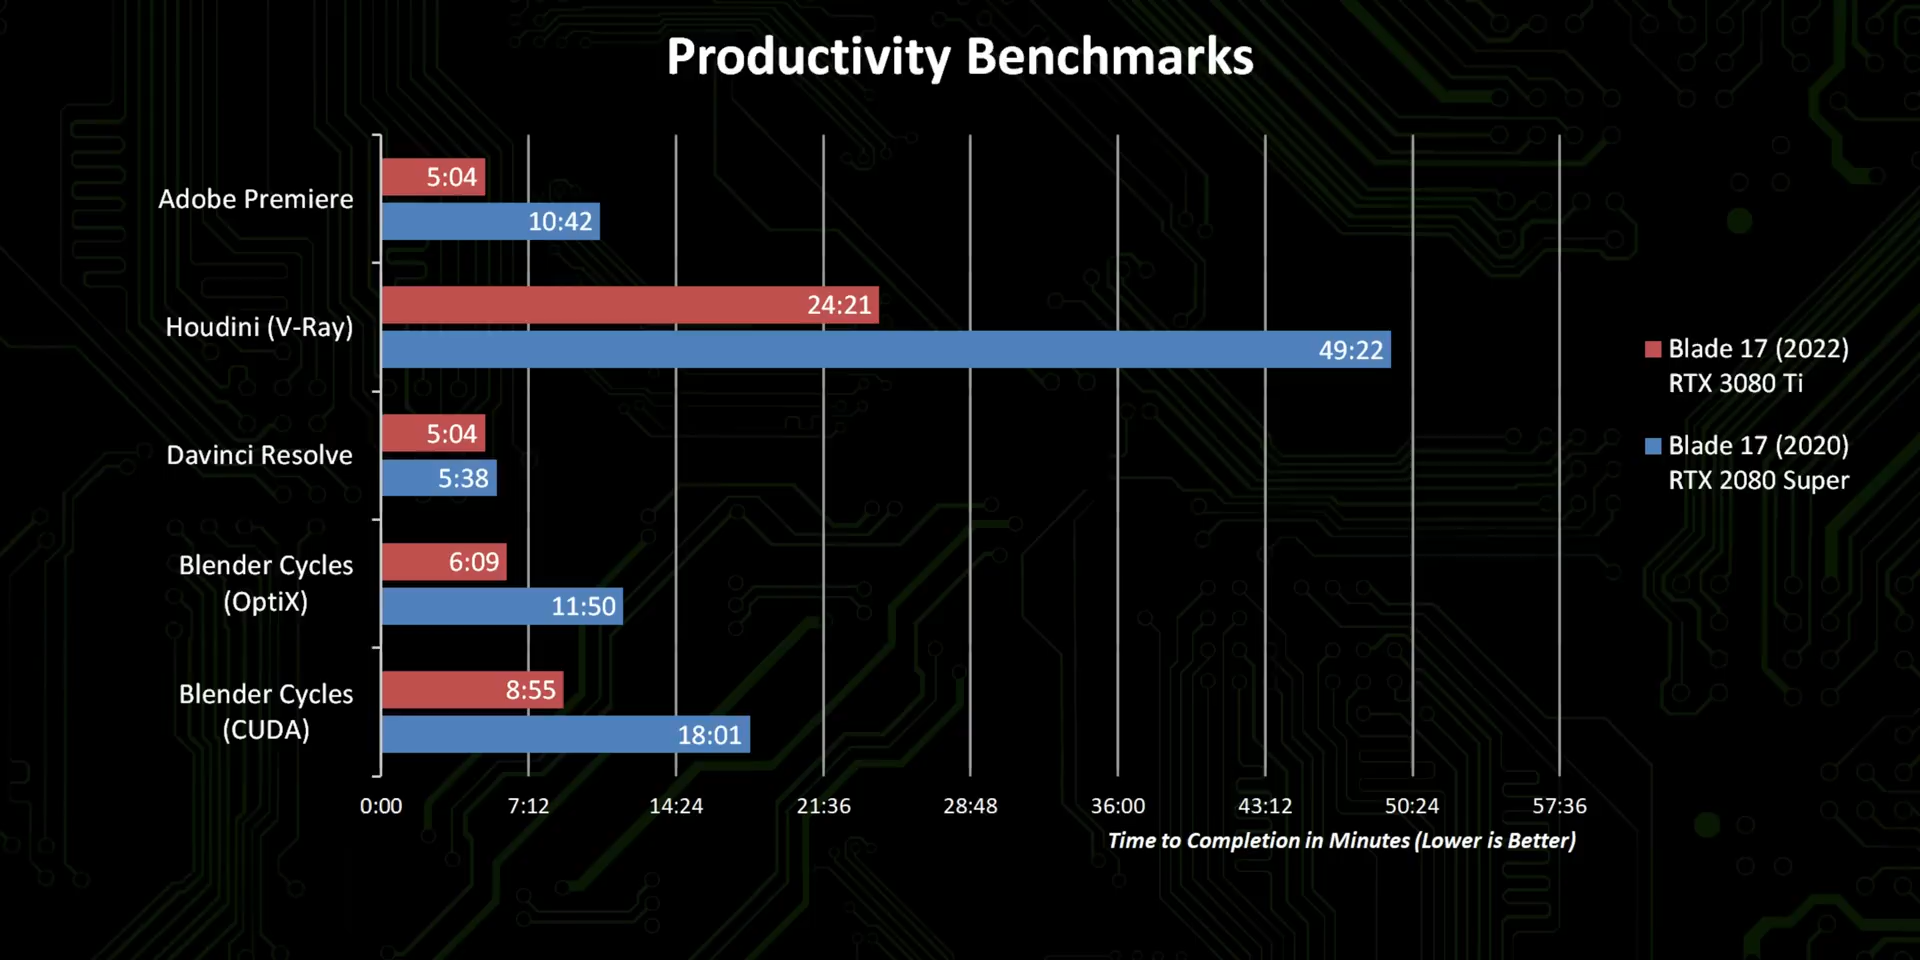 Productivity Benchmarks
Adobe Premiere
5:04
10:42
Houdini (V-Ray)
24:21
49:22
Davinci Resolve
5:04
5:38
Blender Cycles
(OptiX)
6:09
11:50
Blender Cycles
(CUDA)
8:55
18:01
0:00 7:12 14:24 21:36 28:48 36:00 43:12 50:24 57:36
Time to Completion in Minutes (Lower is Better)
Blade 17 (2022)
RTX 3080 Ti
Blade 17 (2020)
RTX 2080 Super